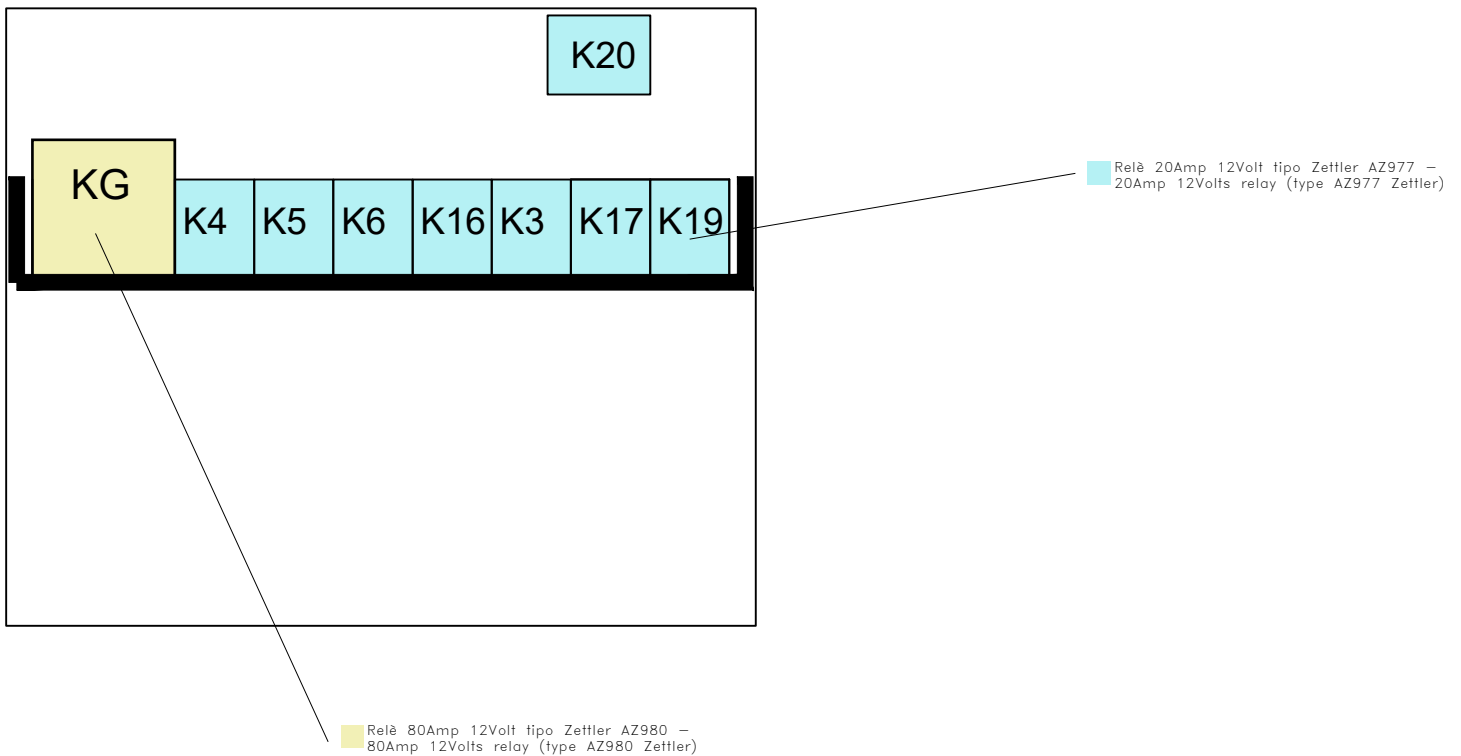 K20
KG
K4 K5 K6 K16 K3 K17 K19
Relè 20Amp 12Volt tipo Zettler AZ977 –
20Amp 12Volts relay (type AZ977 Zettler)
Relè 80Amp 12Volt tipo Zettler AZ980 –
80Amp 12Volts relay (type AZ980 Zettler)